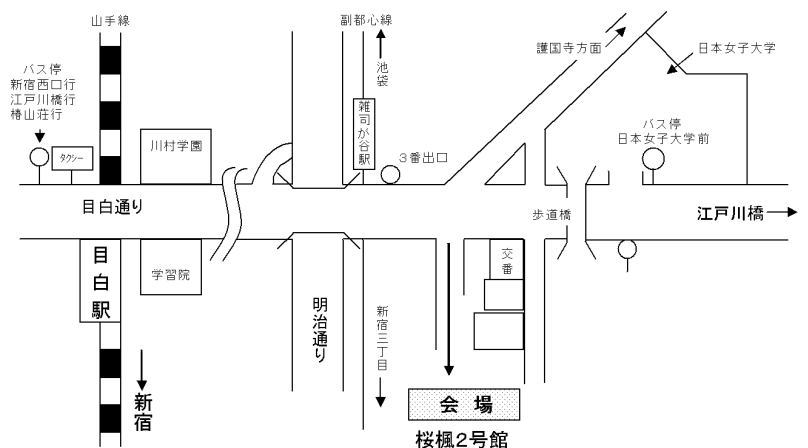 山手線
副都心線
バス停
新宿西口行
江戸川橋行
椿山荘行
タクシー
川村学園
池袋
雑司が谷駅
3番出口
護国寺方面
日本女子大学
バス停
日本女子大学前
目白通り
歩道橋
江戸川橋
目白駅
学習院
明治通り
新宿三丁目
交番
新宿
会場
桜楓2号館